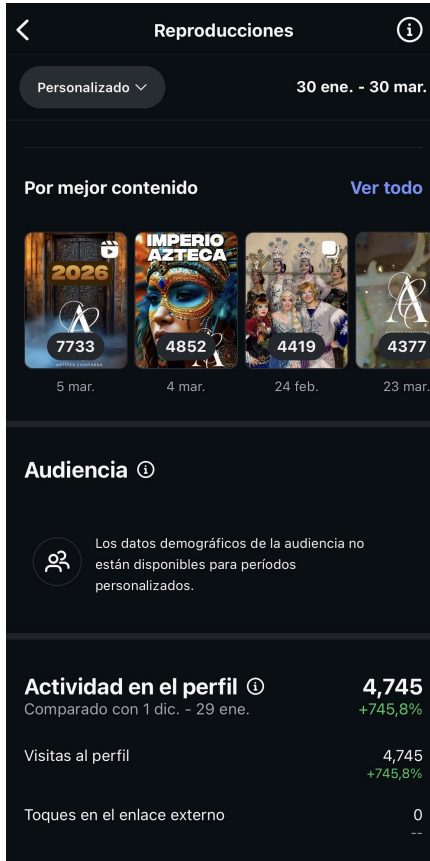 Reproducciones
Personalizado
30 ene. - 30 mar.
Por mejor contenido
Ver todo
2026
ARTIFEX COMPARSA
7733
IMPERIO
AZTECA
4852
4419
4377
5 mar.
4 mar.
24 feb.
23 mar.
Audiencia
Los datos demográficos de la audiencia no
están disponibles para períodos
personalizados.
Actividad en el perfil
4,745
Comparado con 1 dic. - 29 ene.
+745,8%
Visitas al perfil
4,745
+745,8%
Toques en el enlace externo
0
--